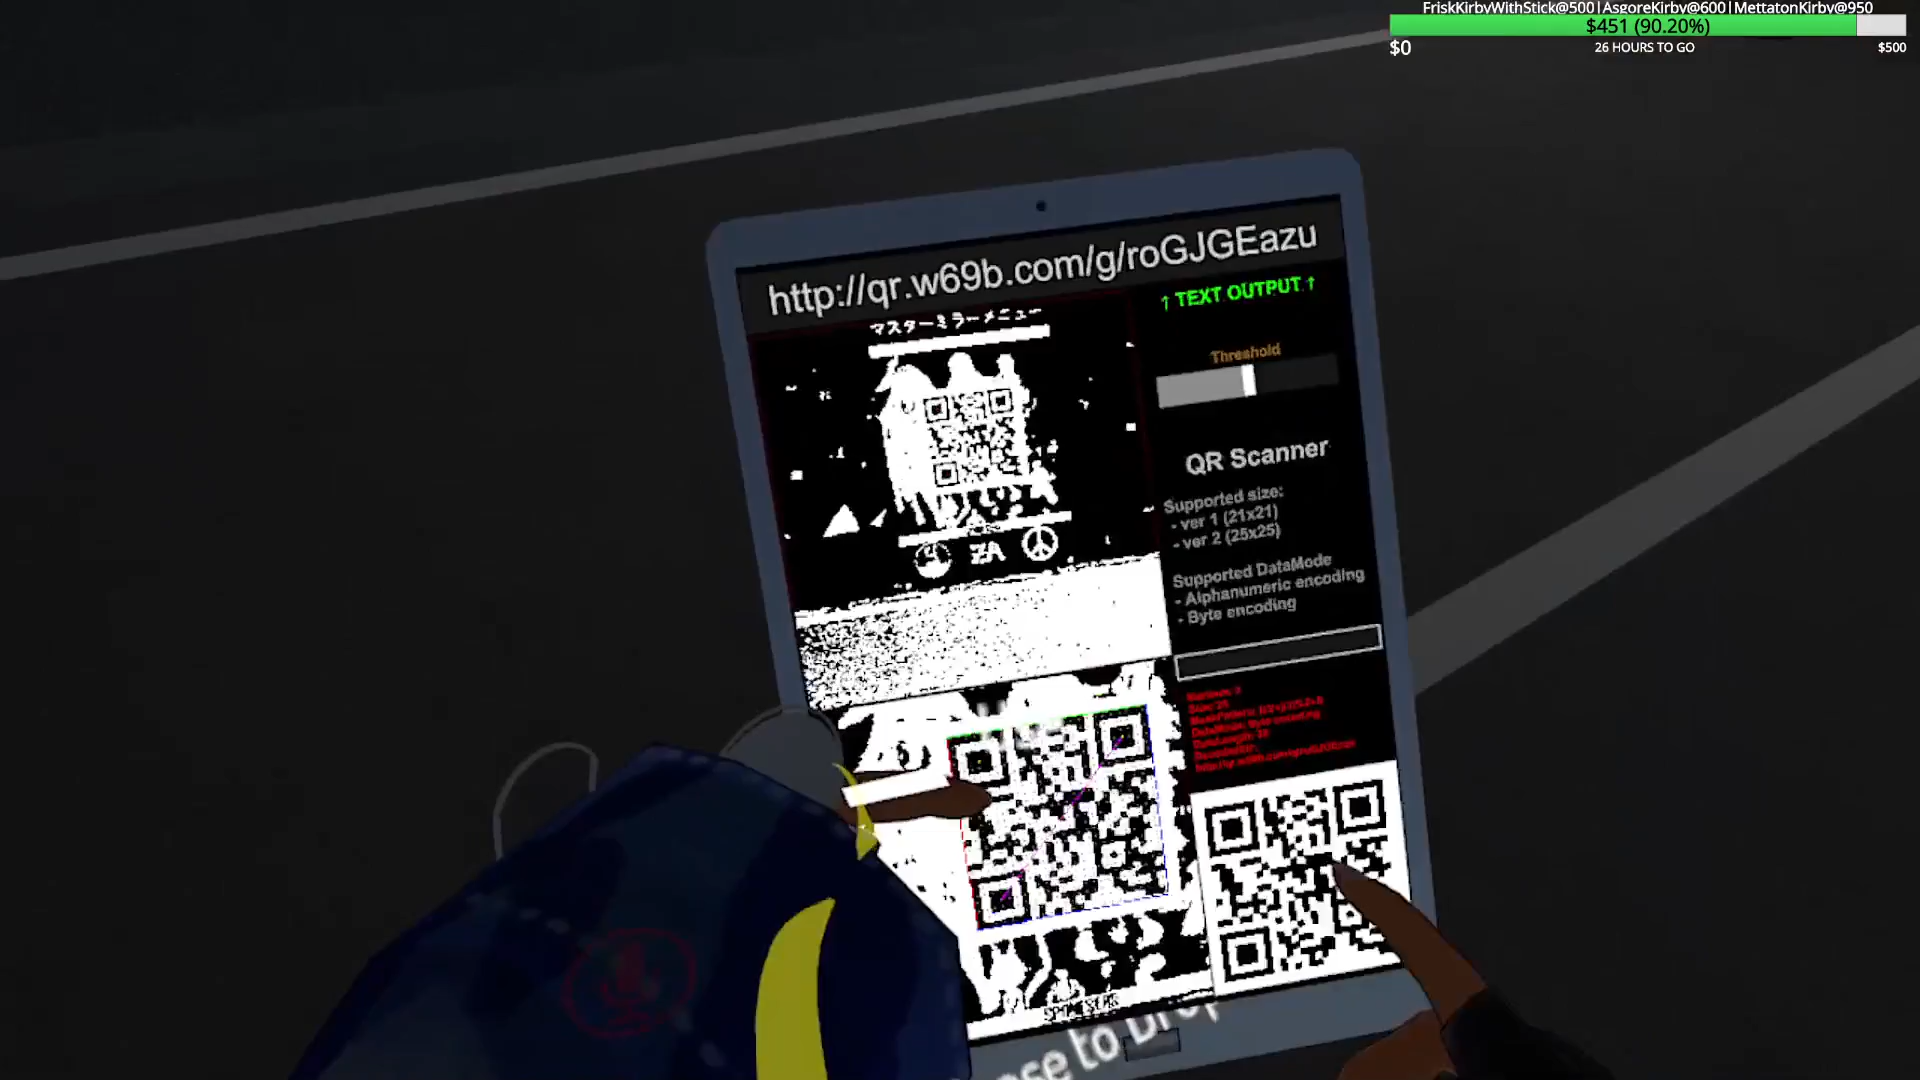 FriskKirbyWithStick@500|AsgoreKirby@600|MettatonKirby@950
$451 (90.20%)
$0
26 HOURS TO GO
$500
http://qr.w69b.com/g/roGJGEazu
↑ TEXT OUTPUT ↑
マスターミラーメニュー
Threshold
QR Scanner
Supported size:
- ver 1 (21x21)
- ver 2 (25x25)
ZA
Supported DataMode
- Alphanumeric encoding
- Byte encoding